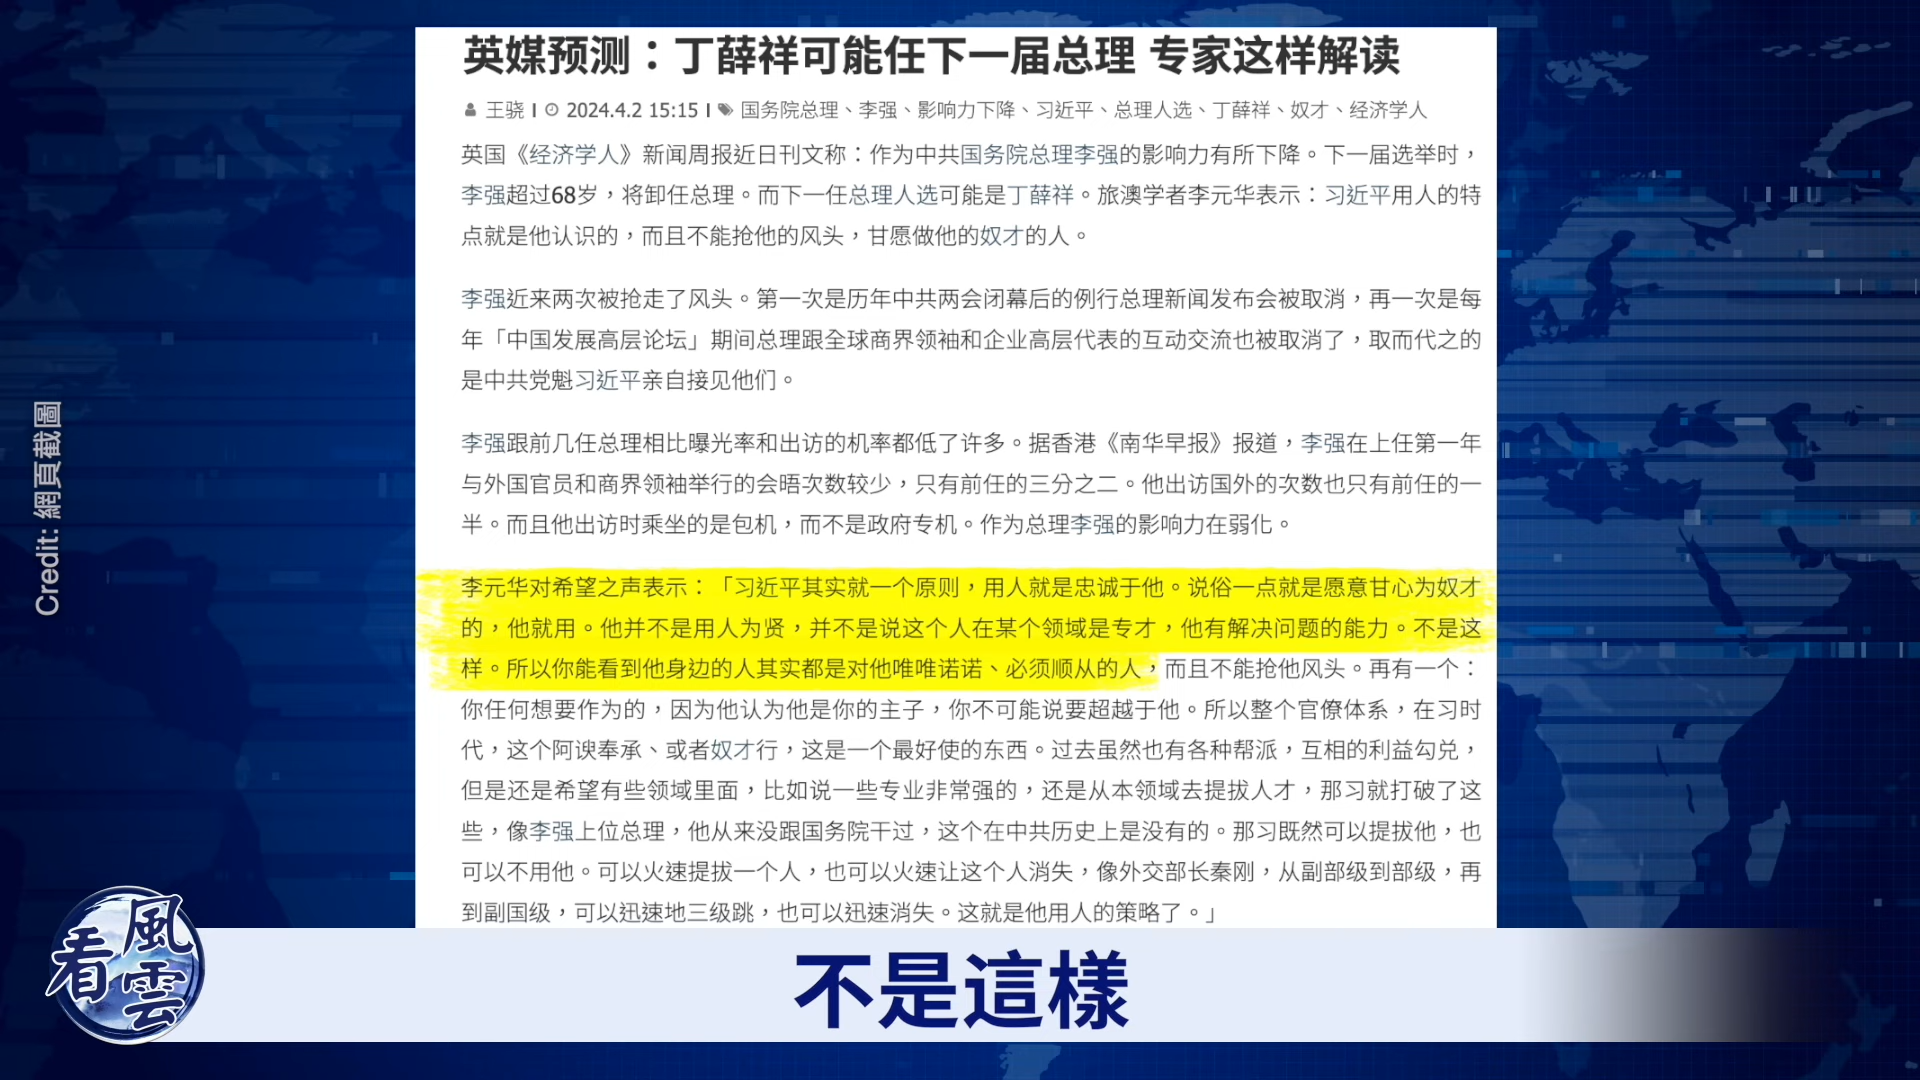 英媒预测：丁薛祥可能任下一届总理 专家这样解读
王骁 | 2024.4.2 15:15 | 国务院总理、李强、影响力下降、习近平、总理人选、丁薛祥、奴才、经济学人
英国《经济学人》新闻周报近日刊文称：作为中共国务院总理李强的影响力有所下降。下一届选举时，
李强超过68岁，将卸任总理。而下一任总理人选可能是丁薛祥。旅澳学者李元华表示：习近平用人的特
点就是他认识的，而且不能抢他的风头，甘愿做他的奴才的人。
李强近来两次被抢走了风头。第一次是历年中共两会闭幕后的例行总理新闻发布会被取消，再一次是每
年「中国发展高层论坛」期间总理跟全球商界领袖和企业高层代表的互动交流也被取消了，取而代之的
是中共党魁习近平亲自接见他们。
李强跟前几任总理相比曝光率和出访的机率都低了许多。据香港《南华早报》报道，李强在上任第一年
与外国官员和商界领袖举行的会晤次数较少，只有前任的三分之二。他出访国外的次数也只有前任的一
半。而且他出访时乘坐的是包机，而不是政府专机。作为总理李强的影响力在弱化。
李元华对希望之声表示：「习近平其实就一个原则，用人就是忠诚于他。说俗一点就是愿意甘心为奴才
的，他就用。他并不是用人为贤，并不是说这个人在某个领域是专才，他有解决问题的能力。不是这
样。所以你能看到他身边的人其实都是对他唯唯诺诺、必须顺从的人，而且不能抢他风头。再有一个：
你任何想要作为的，因为他认为他是你的主子，你不可能说要超越于他。所以整个官僚体系，在习时
代，这个阿谀奉承、或者奴才行，这是一个最好使的东西。过去虽然也有各种帮派，互相的利益勾兑，
但是还是希望有些领域里面，比如说一些专业非常强的，还是从本领域去提拔人才，那习就打破了这
些，像李强上位总理，他从来没跟国务院干过，这个在中共历史上是没有的。那习既然可以提拔他，也
可以不用他。可以火速提拔一个人，也可以火速让这个人消失，像外交部长秦刚，从副部级到部级，再
到副国级，可以迅速地三级跳，也可以迅速消失。这就是他用人的策略了。」
Credit: 網頁截圖
風雲
看
不是這樣